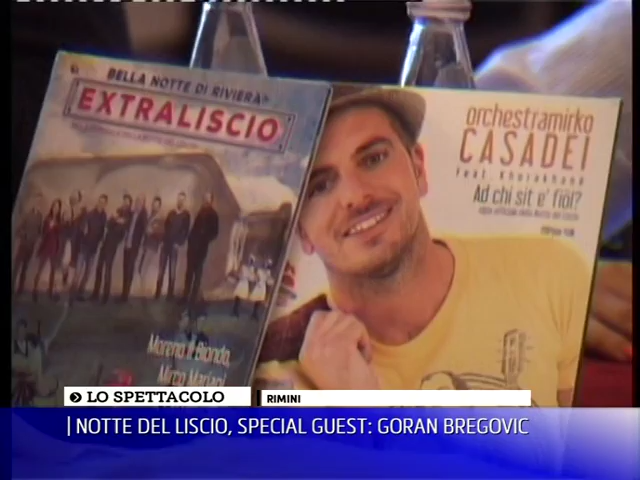 BELLA NOTTE DI RIVIERA
EXTRALISCIO
Moreno il Biondo,
Mirco Mariani
orchestramirko
CASADEI
feat. Khorakhanè
Ad chi sit e' fiöl?
LO SPETTACOLO
RIMINI
NOTTE DEL LISCIO, SPECIAL GUEST: GORAN BREGOVIC